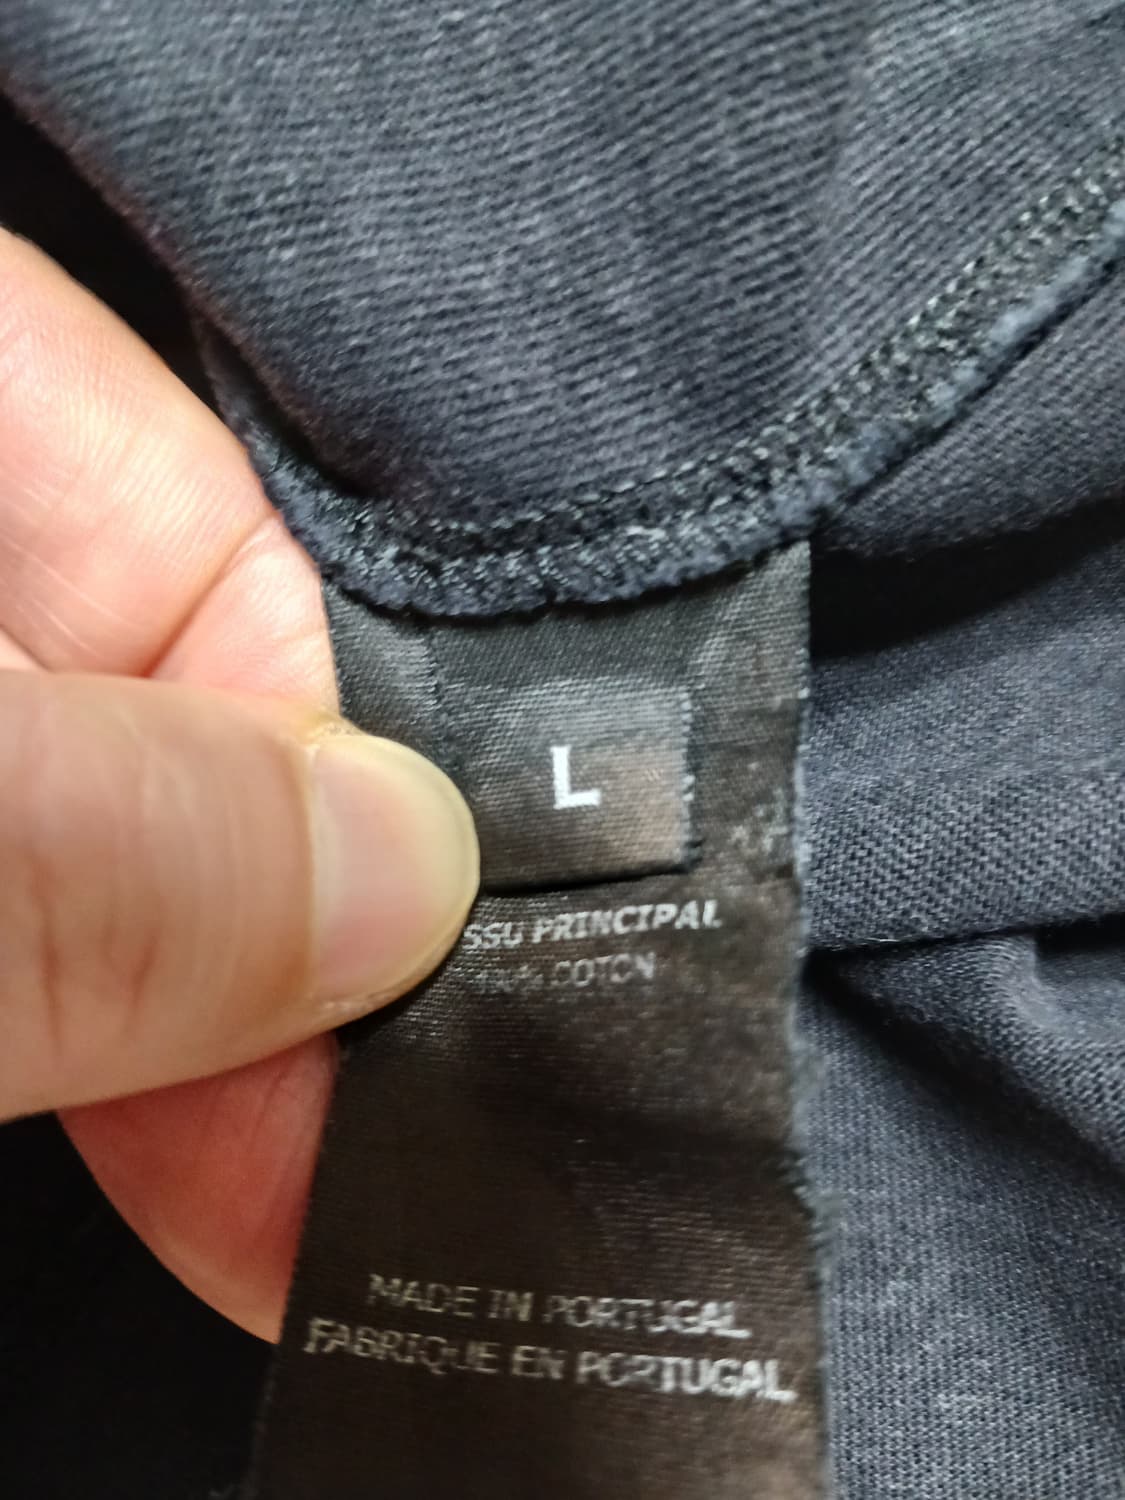 L
SSU PRINCIPAL
COTON
MADE IN PORTUGAL
FABRIQUE EN PORTUGAL